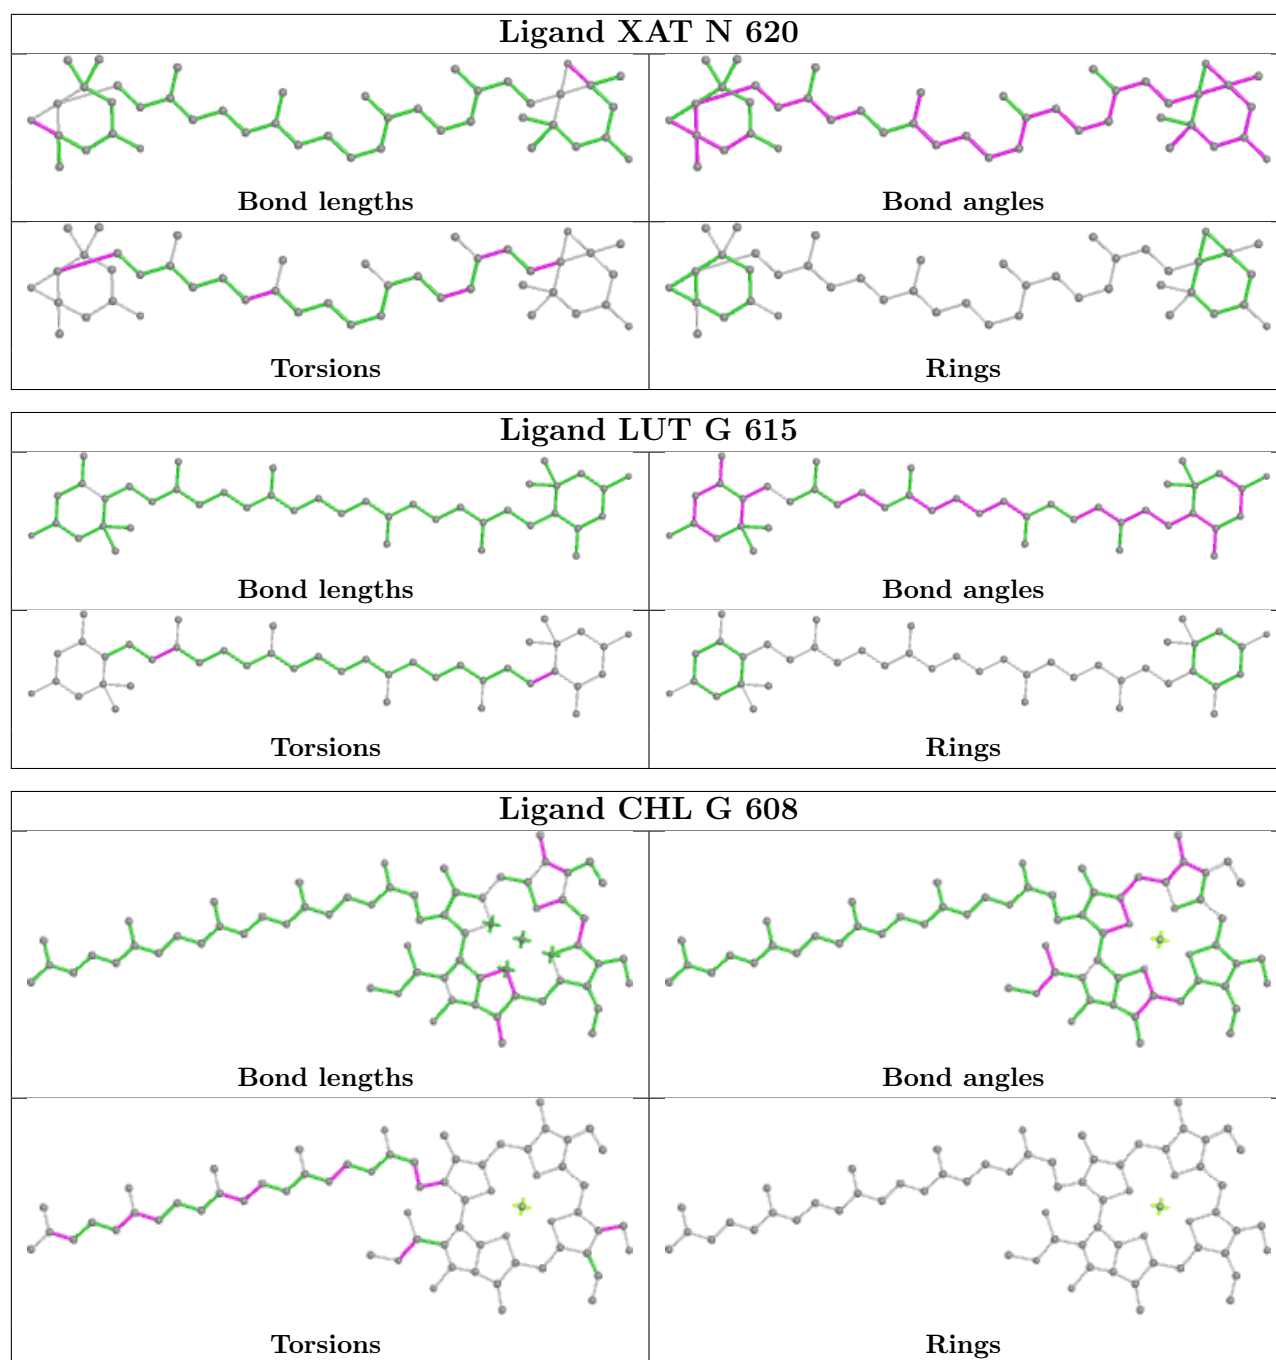 Ligand XAT N 620
Bond lengths
Bond angles
Torsions
Rings
Ligand LUT G 615
Bond lengths
Bond angles
Torsions
Rings
Ligand CHL G 608
Bond lengths
Bond angles
Torsions
Rings